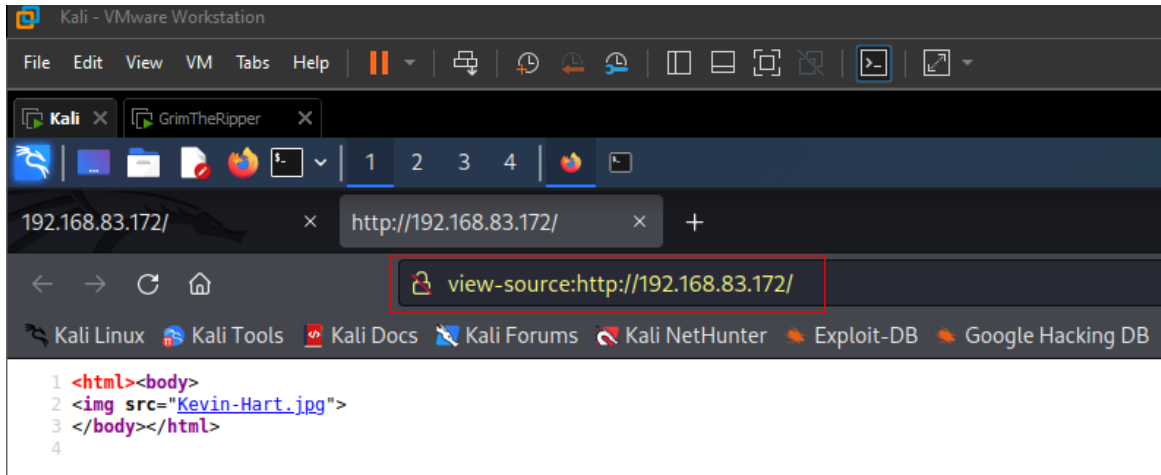 Kali - VMware Workstation
File Edit View VM Tabs Help
Kali GrimTheRipper
1 2 3 4
192.168.83.172/ http://192.168.83.172/
view-source:http://192.168.83.172/
Kali Linux Kali Tools Kali Docs Kali Forums Kali NetHunter Exploit-DB Google Hacking DB
1 <html><body>
2 <img src="Kevin-Hart.jpg">
3 </body></html>
4